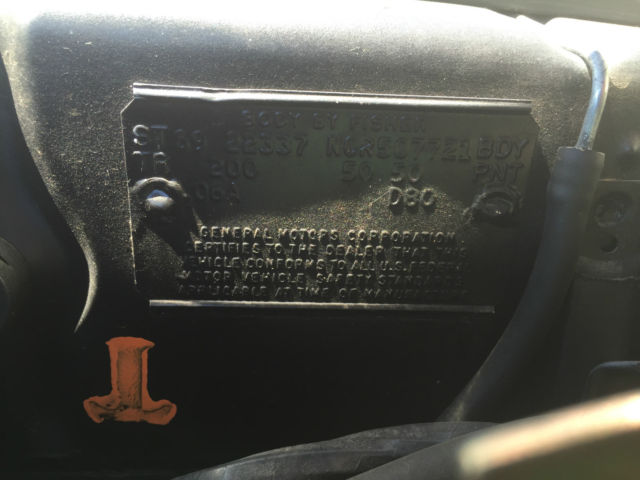 BODY BY FISHER
ST 69 22337 NOR507721 BDY
TR 200 50 50 PNT
06A D80
GENERAL MOTORS CORPORATION
CERTIFIES TO THE DEALER THAT THIS
VEHICLE CONFORMS TO ALL U.S. FEDERAL
MOTOR VEHICLE SAFETY STANDARDS
APPLICABLE AT TIME OF MANUFACTURE